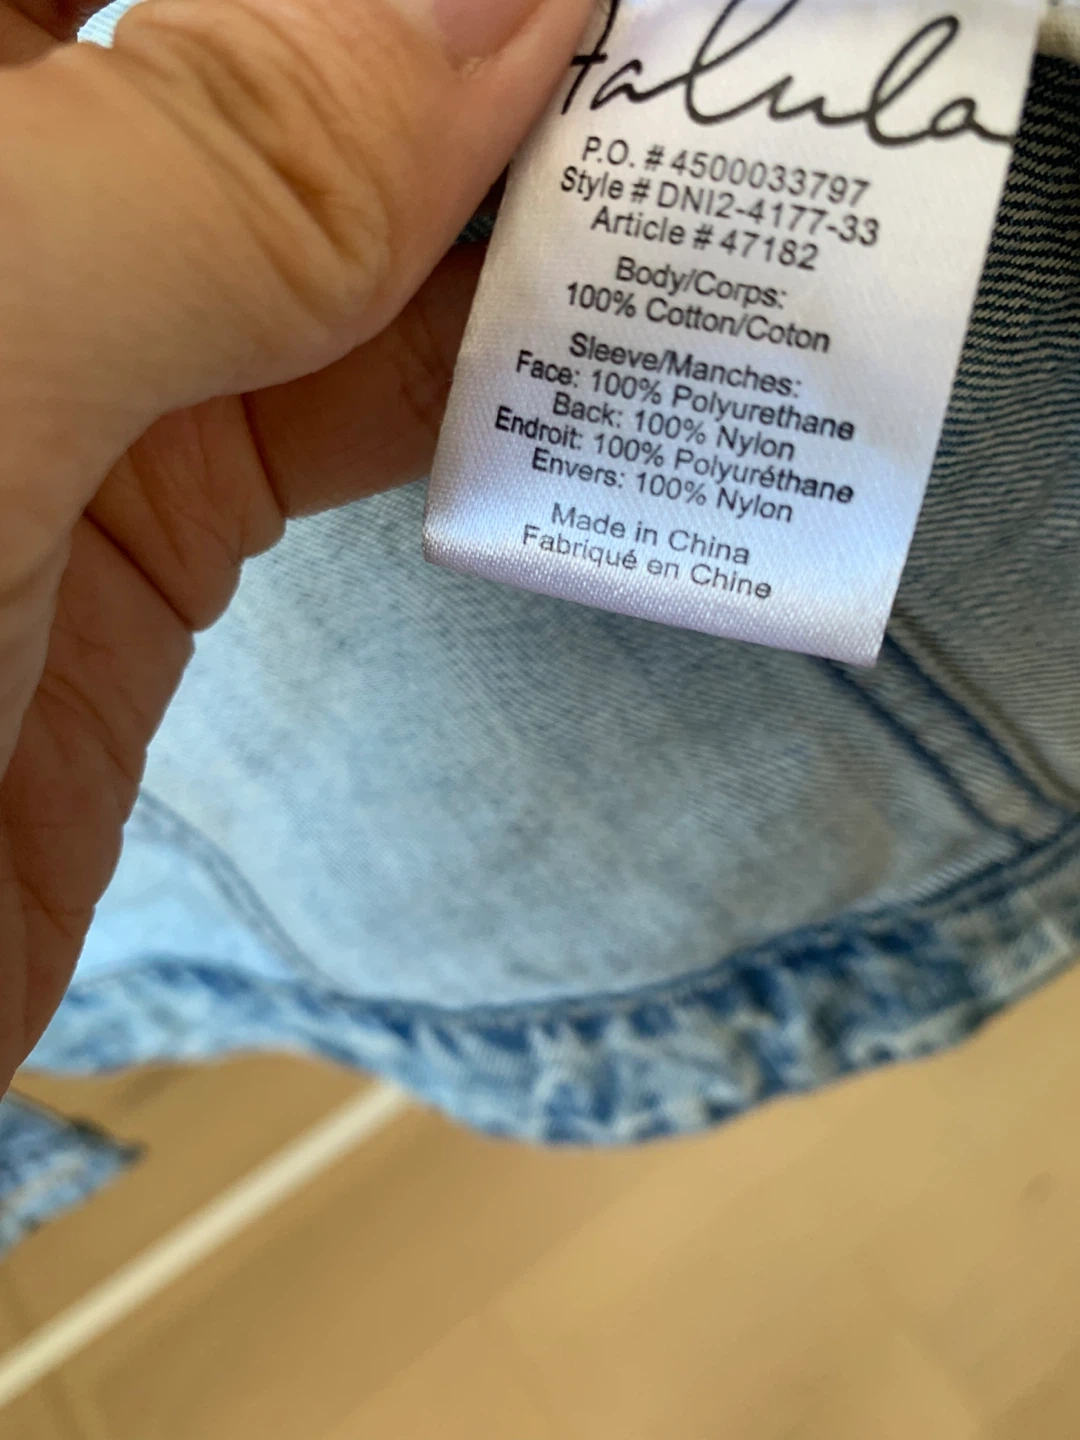 Talula
P.O. # 4500033797
Style # DNI2-4177-33
Article # 47182
Body/Corps:
100% Cotton/Coton
Sleeve/Manches:
Face: 100% Polyurethane
Back: 100% Nylon
Endroit: 100% Polyuréthane
Envers: 100% Nylon
Made in China
Fabriqué en Chine